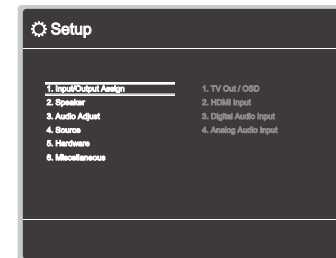 Setup
1. Input/Output Assign
2. Speaker
3. Audio Adjust
4. Source
5. Hardware
6. Miscellaneous
1. TV Out / OSD
2. HDMI Input
3. Digital Audio Input
4. Analog Audio Input